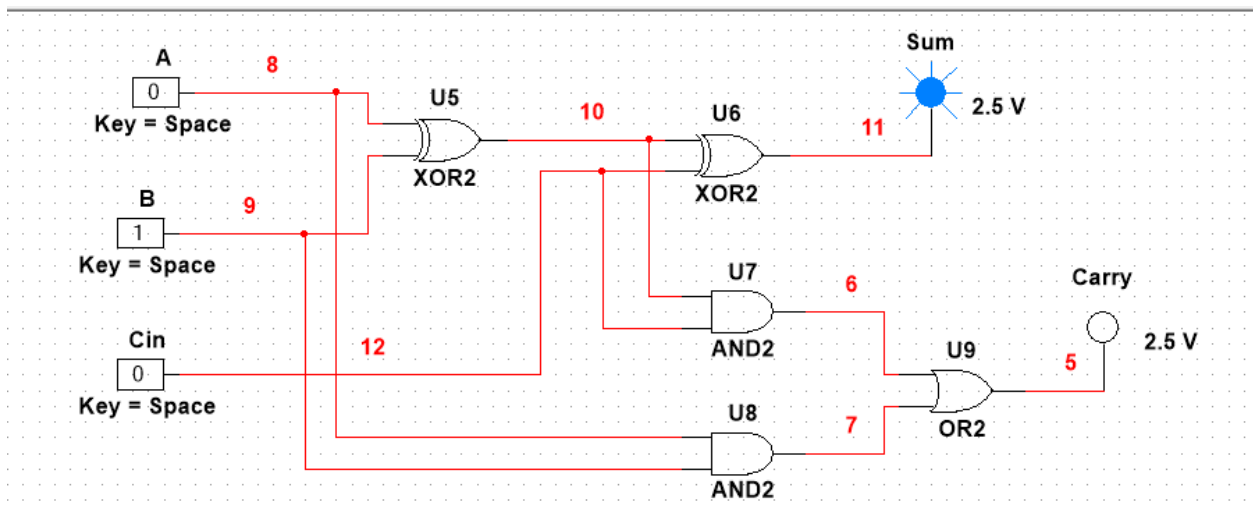 A
8
0
Key = Space
U5
XOR2
10
U6
XOR2
11
Sum
2.5 V
B
9
1
Key = Space
U7
AND2
6
Carry
2.5 V
Cin
12
0
Key = Space
U9
5
OR2
U8
AND2
7